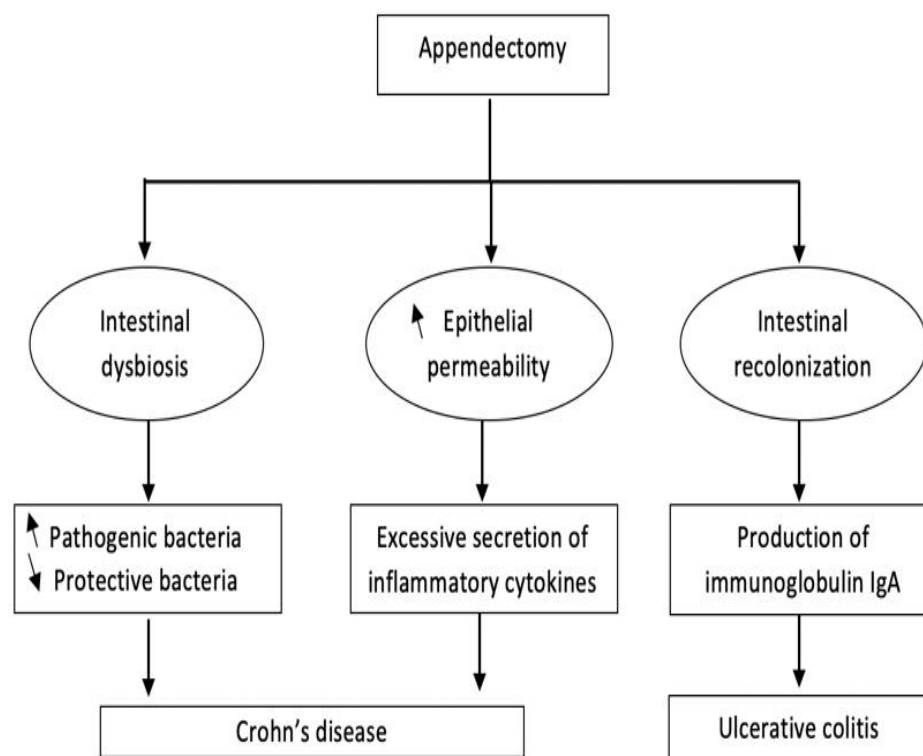 Appendectomy
Intestinal
dysbiosis
Epithelial
permeability
Intestinal
recolonization
Pathogenic bacteria
Protective bacteria
Excessive secretion of
inflammatory cytokines
Production of
immunoglobulin IgA
Crohn’s disease
Ulcerative colitis